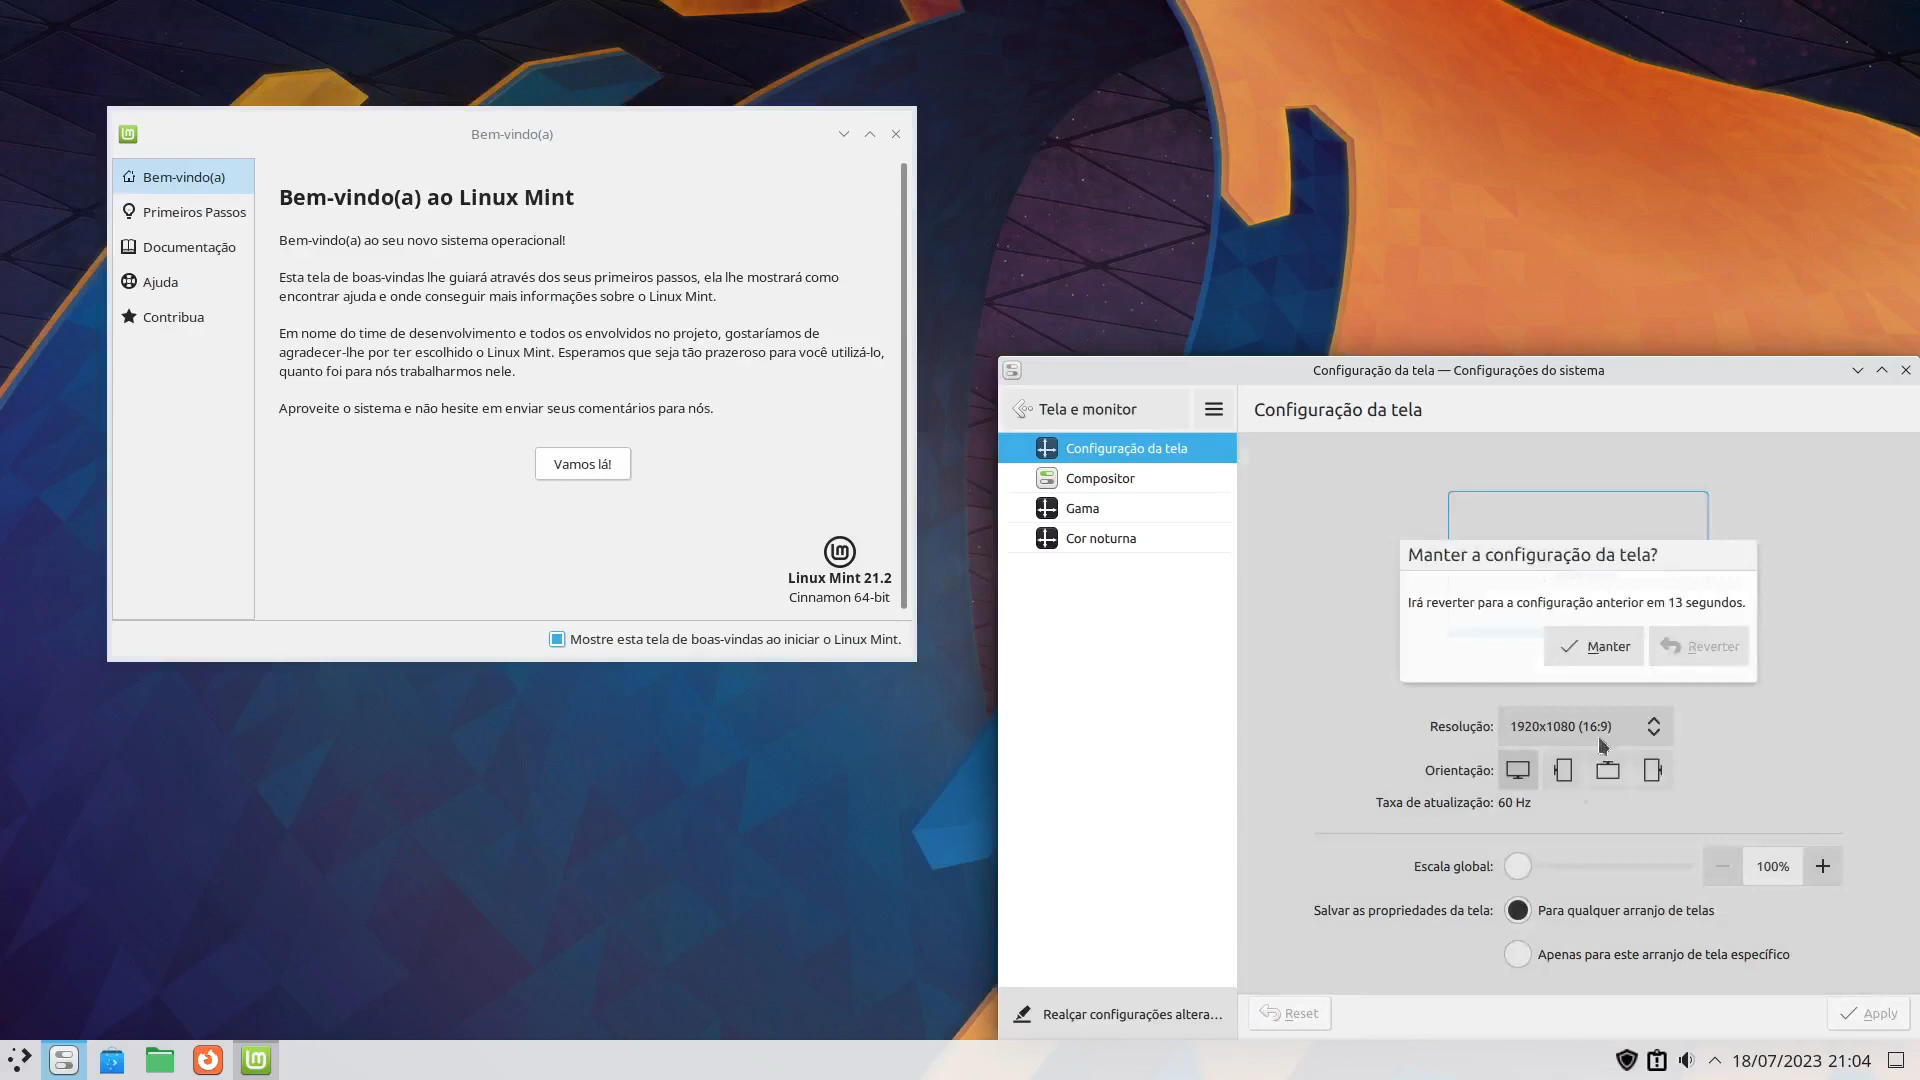 Bem-vindo(a)
Bem-vindo(a)
Primeiros Passos
Documentação
Ajuda
Contribua
Bem-vindo(a) ao Linux Mint
Bem-vindo(a) ao seu novo sistema operacional!
Esta tela de boas-vindas lhe guiará através dos seus primeiros passos, ela lhe mostrará como
encontrar ajuda e onde conseguir mais informações sobre o Linux Mint.
Em nome do time de desenvolvimento e todos os envolvidos no projeto, gostaríamos de
agradecer-lhe por ter escolhido o Linux Mint. Esperamos que seja tão prazeroso para você utilizá-lo,
quanto foi para nós trabalharmos nele.
Aproveite o sistema e não hesite em enviar seus comentários para nós.
Vamos lá!
Linux Mint 21.2
Cinnamon 64-bit
Mostre esta tela de boas-vindas ao iniciar o Linux Mint.
Configuração da tela — Configurações do sistema
Tela e monitor
Configuração da tela
Compositor
Gama
Cor noturna
Realçar configurações altera...
Configuração da tela
Manter a configuração da tela?
Irá reverter para a configuração anterior em 13 segundos.
Manter
Reverter
Resolução: 1920x1080 (16:9)
Orientação:
Taxa de atualização: 60 Hz
Escala global: 100%
Salvar as propriedades da tela: Para qualquer arranjo de telas
Apenas para este arranjo de tela específico
Reset
Apply
18/07/2023 21:04